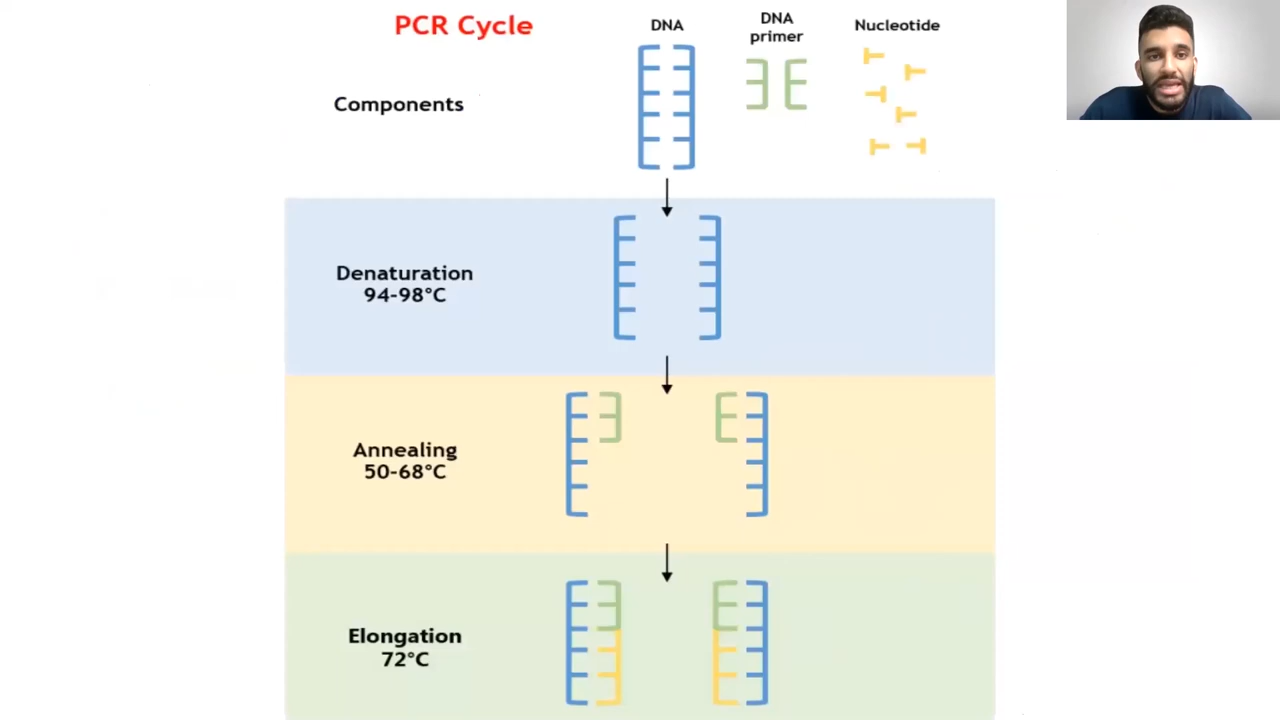 PCR Cycle
DNA
DNA
primer
Nucleotide
Components
Denaturation
94-98°C
Annealing
50-68°C
Elongation
72°C